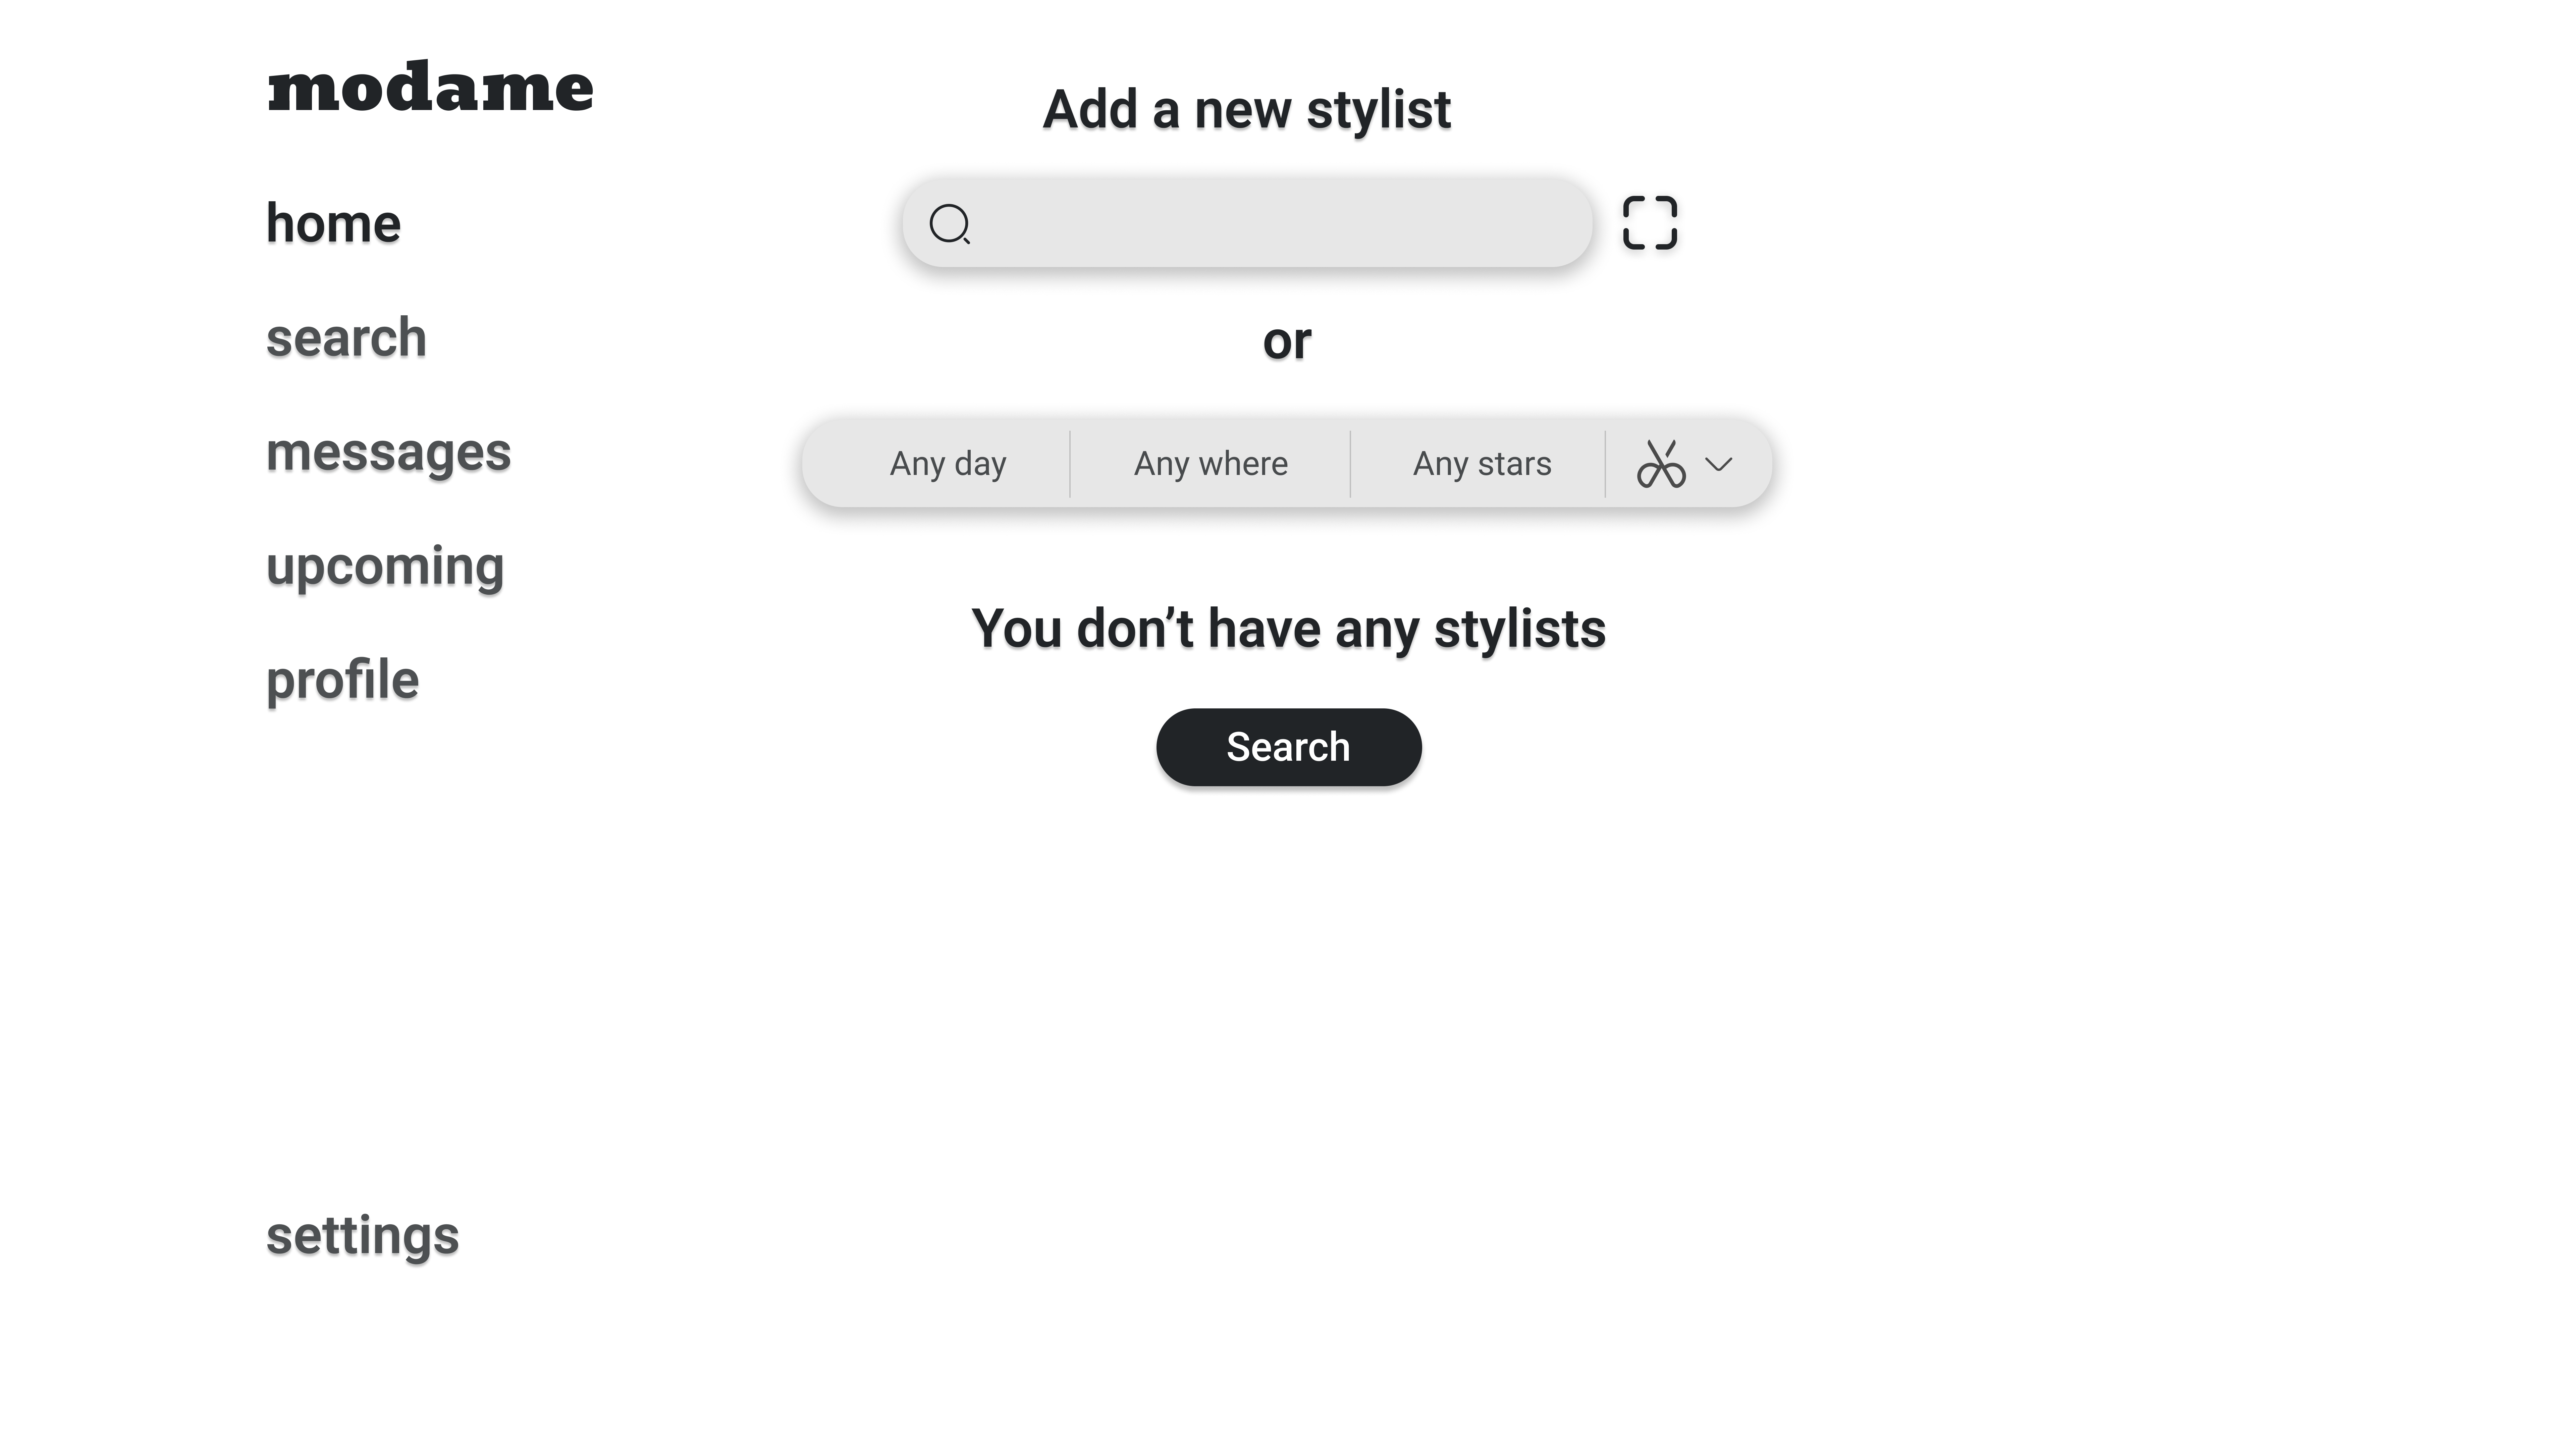 modame
home
search
messages
upcoming
profile
settings
Add a new stylist
or
Any day
Any where
Any stars
You don’t have any stylists
Search